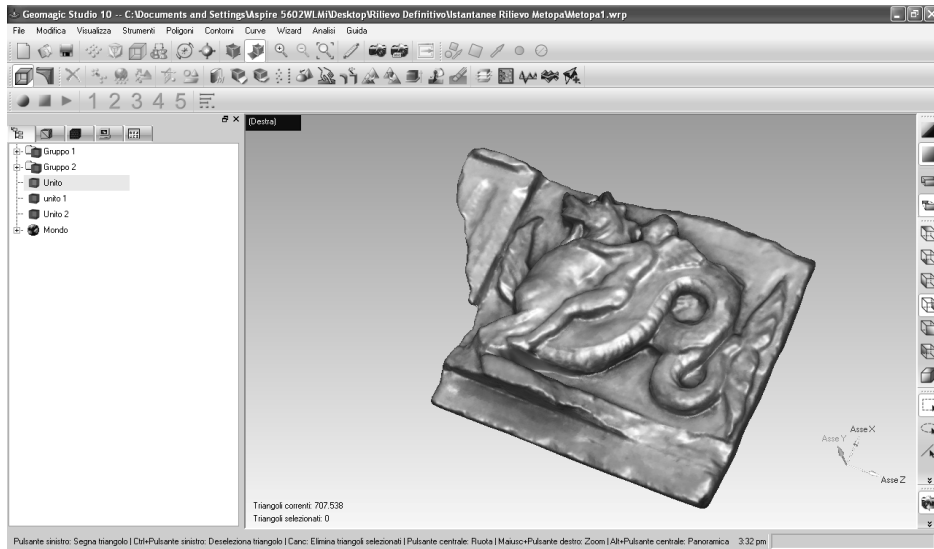 Geomagic Studio 10 -- C:\Documents and Settings\Aspire 5602WLMi\Desktop\Rilievo Definitivo\Istantanee Rilievo Metopa\Metopa1.wrp
File Modifica Visualizza Strumenti Poligoni Contorni Curve Wizard Analisi Guida
1 2 3 4 5
(Destra)
Gruppo 1
Gruppo 2
Unito
unito 1
Unito 2
Mondo
Asse X
Asse Y
Asse Z
Triangoli correnti: 707.538
Triangoli selezionati: 0
Pulsante sinistro: Segna triangolo | Ctrl+Pulsante sinistro: Deseleziona triangolo | Canc: Elimina triangoli selezionati | Pulsante centrale: Ruota | Maiusc+Pulsante destro: Zoom | Alt+Pulsante centrale: Panoramica 3:32 pm